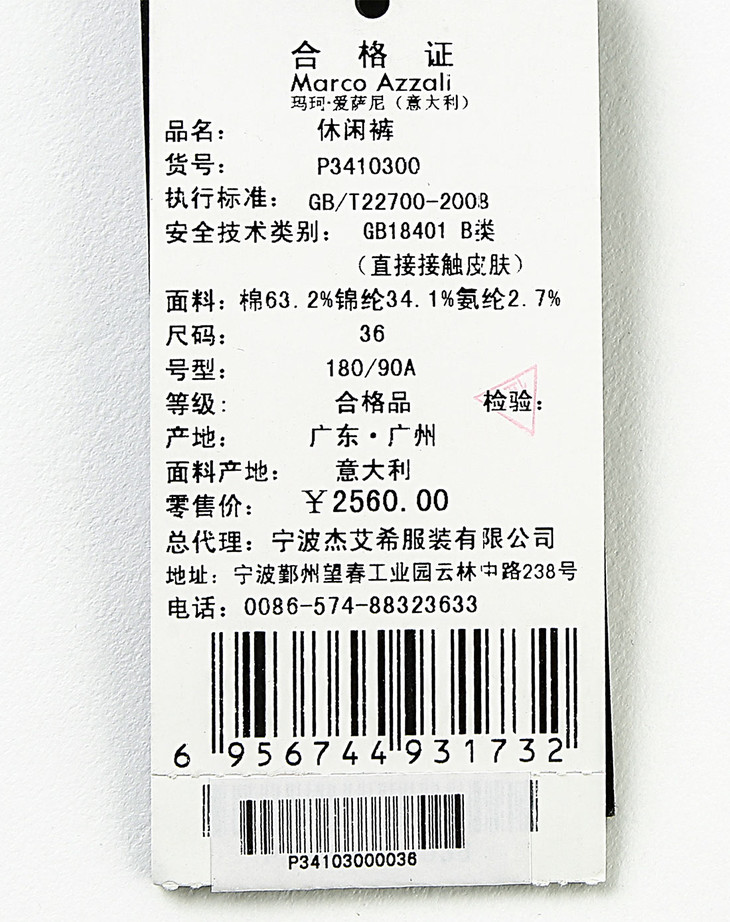 合格证
Marco Azzali
玛珂·爱萨尼（意大利）
品名： 休闲裤
货号： P3410300
执行标准： GB/T22700-2008
安全技术类别： GB18401 B类
（直接接触皮肤）
面料：棉63.2%锦纶34.1%氨纶2.7%
尺码： 36
号型： 180/90A
等级： 合格品 检验：
产地： 广东·广州
面料产地： 意大利
零售价： ￥2560.00
总代理：宁波杰艾希服装有限公司
地址：宁波鄞州望春工业园云林中路238号
电话：0086-574-88323633
6 956744 931732
P34103000036